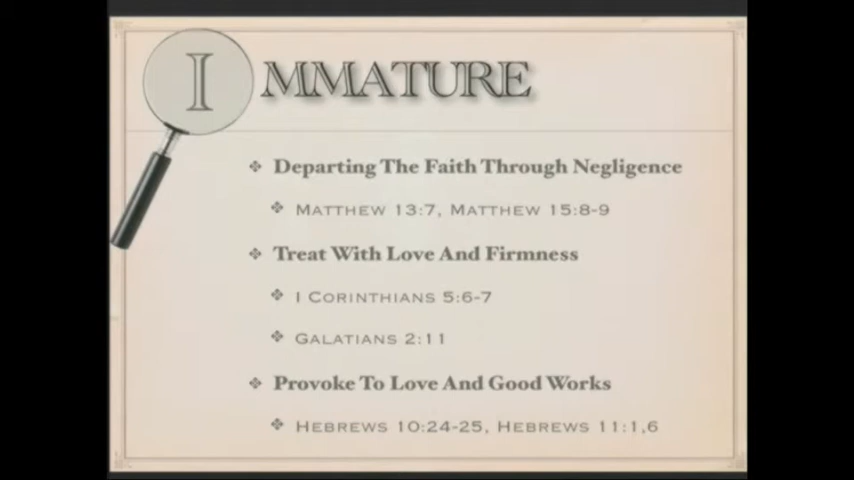 IMMATURE
Departing The Faith Through Negligence
MATTHEW 13:7, MATTHEW 15:8-9
Treat With Love And Firmness
I CORINTHIANS 5:6-7
GALATIANS 2:11
Provoke To Love And Good Works
HEBREWS 10:24-25, HEBREWS 11:1,6